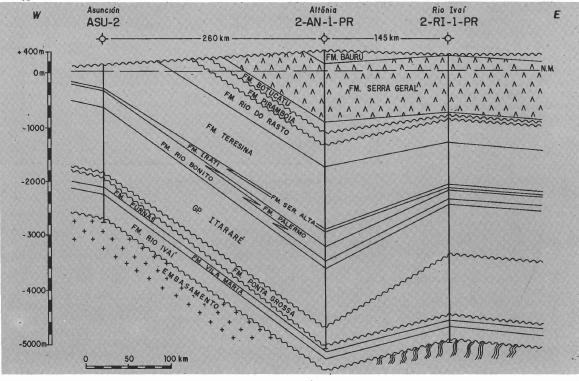 W
Asunción
ASU-2
Altônia
2-AN-1-PR
Rio Ivaí
2-RI-1-PR
E
260 km
145 km
+400m
0m
-1000
-2000
-3000
-4000
-5000m
N.M.
FM. BAURU
FM. SERRA GERAL
FM. BOTUCATU
FM. PIRAMBOIA
FM. RIO DO RASTO
FM. TERESINA
FM. SER. ALTA
FM. IRATI
FM. PALERMO
FM. RIO BONITO
GP ITARARÉ
FM. PONTA GROSSA
FM. FURNAS
FM. VILA MARIA
FM. RIO IVAÍ
EMBASAMENTO
0 50 100 km